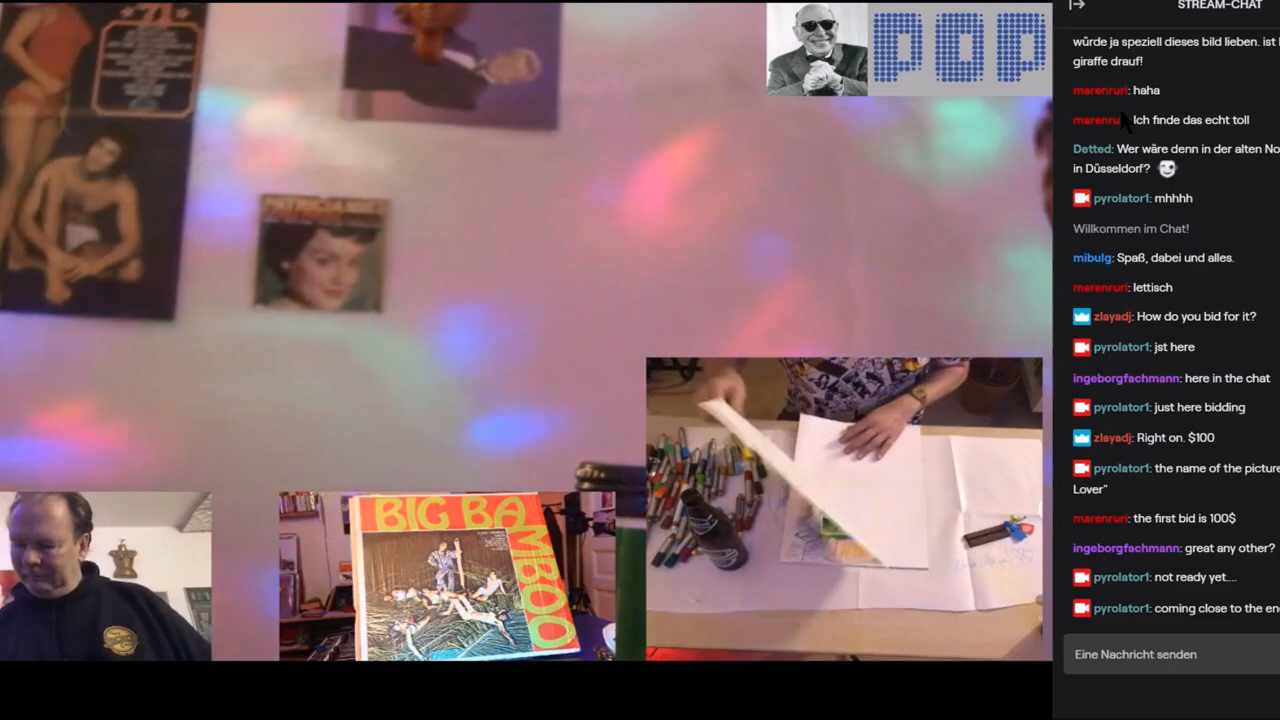 71
POP
BIG BAMBOO
STREAM-CHAT
würde ja speziell dieses bild lieben. ist
giraffe drauf!
marenruri: haha
marenru Ich finde das echt toll
Detted: Wer wäre denn in der alten No
in Düsseldorf?
pyrolator1: mhhhh
Willkommen im Chat!
mibulg: Spaß, dabei und alles.
marenruri: lettisch
zlayadj: How do you bid for it?
pyrolator1: jst here
ingeborgfachmann: here in the chat
pyrolator1: just here bidding
zlayadj: Right on. $100
pyrolator1: the name of the picture
Lover"
marenruri: the first bid is 100$
ingeborgfachmann: great any other?
pyrolator1: not ready yet....
pyrolator1: coming close to the en
Eine Nachricht senden